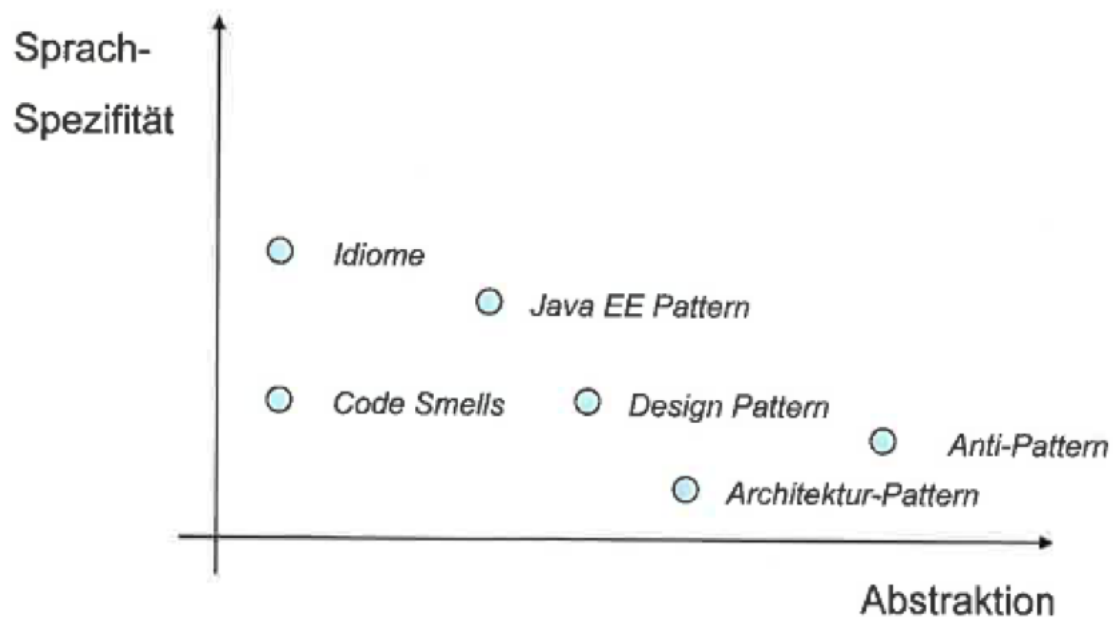 Sprach-
Spezifität
Idiome
Java EE Pattern
Code Smells
Design Pattern
Anti-Pattern
Architektur-Pattern
Abstraktion